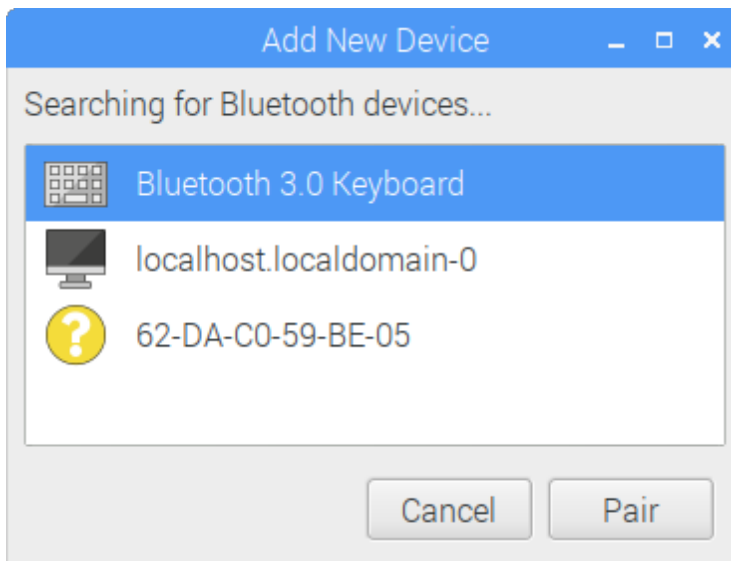 Add New Device
Searching for Bluetooth devices...
Bluetooth 3.0 Keyboard
localhost.localdomain-0
62-DA-C0-59-BE-05
Cancel Pair